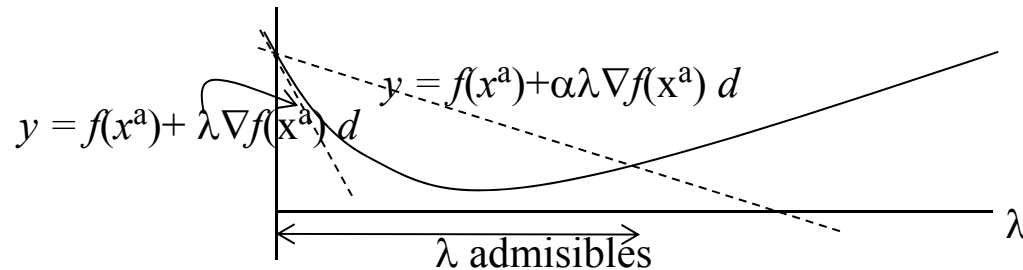 y = f(xᵃ)+αλ∇f(xᵃ) d
y = f(xᵃ)+ λ∇f(xᵃ) d
λ
λ admisibles